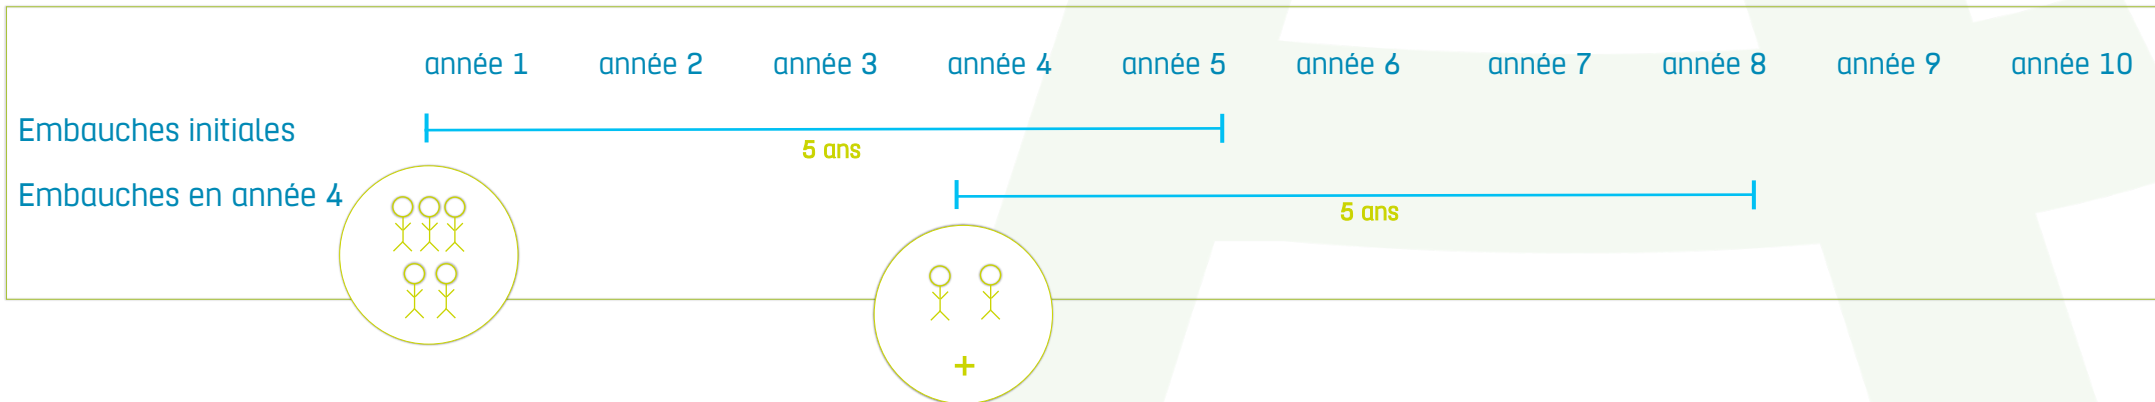 année 1 année 2 année 3 année 4 année 5 année 6 année 7 année 8 année 9 année 10
Embauches initiales
5 ans
Embauches en année 4
5 ans
+